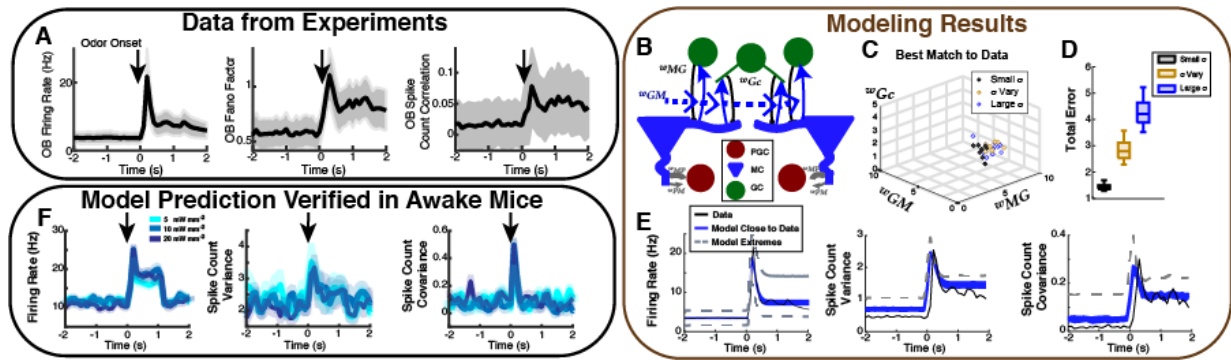 Data from Experiments
A
Odor Onset
OB Firing Rate (Hz)
20
0
-2 -1 0 1 2
Time (s)
OB Fano Factor
1
0.5
-2 -1 0 1 2
Time (s)
OB Spike
Count Correlation
0.1
0.05
0
-2 -1 0 1 2
Time (s)
Model Prediction Verified in Awake Mice
F
5 mW mm⁻²
10 mW mm⁻²
20 mW mm⁻²
Firing Rate (Hz)
30
20
10
-2 -1 0 1 2
Time (s)
Spike Count
Variance
4
2
-2 -1 0 1 2
Time (s)
Spike Count
Covariance
0.6
0.4
0.2
0
-2 -1 0 1 2
Time (s)
Modeling Results
B
wMG
wGc
wGM
wMP
wPM
wMP
wPM
PGC
MC
GC
C
Best Match to Data
Small σ
σ Vary
Large σ
wGc
5
4
3
2
1
0
10
5
0
0
5
10
wGM
wMG
D
Small σ
σ Vary
Large σ
Total Error
6
5
4
3
2
1
E
Data
Model Close to Data
Model Extremes
Firing Rate (Hz)
20
10
0
-2 -1 0 1 2
Time (s)
Spike Count
Variance
3
2
1
0
-2 -1 0 1 2
Time (s)
Spike Count
Covariance
0.4
0.2
0
-2 -1 0 1 2
Time (s)